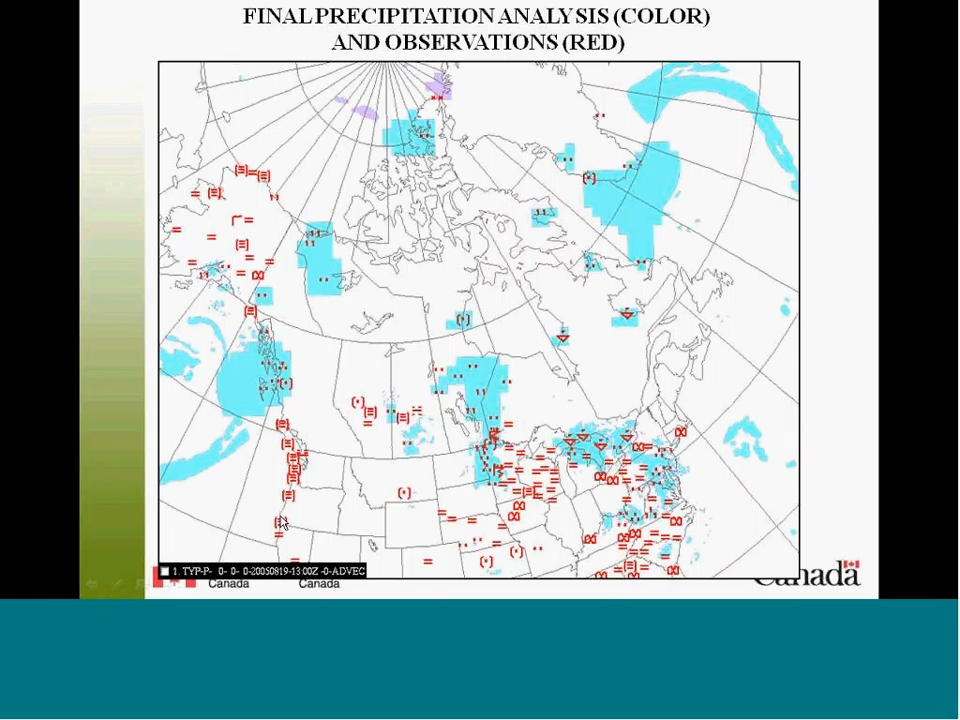 FINAL PRECIPITATION ANALYSIS (COLOR)
AND OBSERVATIONS (RED)
1. TYP-P- 0- 0- 0-20050819-13:00Z -0-ADVEC
Canada
Canada
Canada